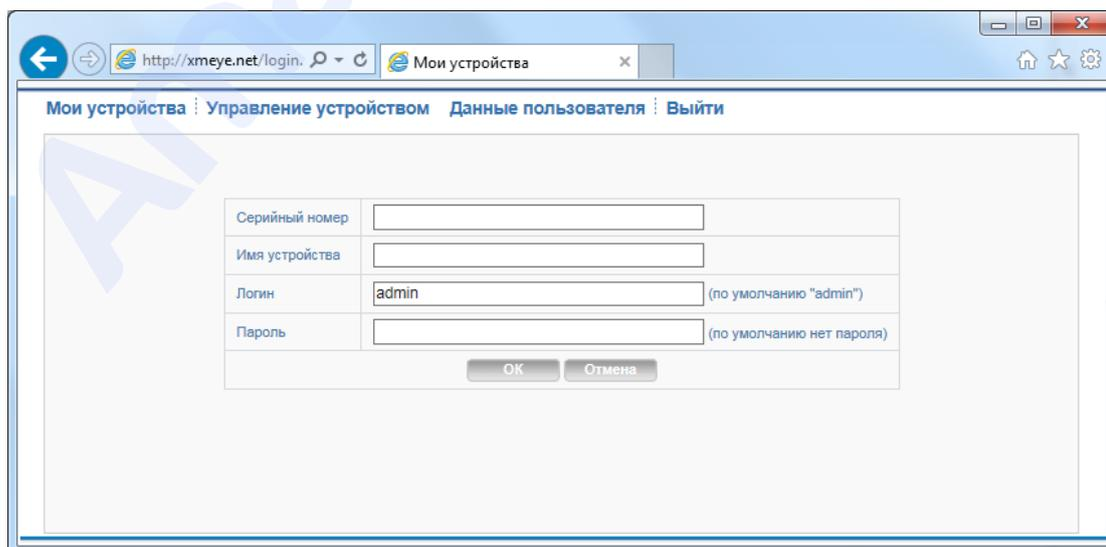 http://xmeye.net/login.
Мои устройства
Мои устройства Управление устройством Данные пользователя Выйти
Серийный номер
Имя устройства
Логин admin (по умолчанию "admin")
Пароль (по умолчанию нет пароля)
ОК Отмена